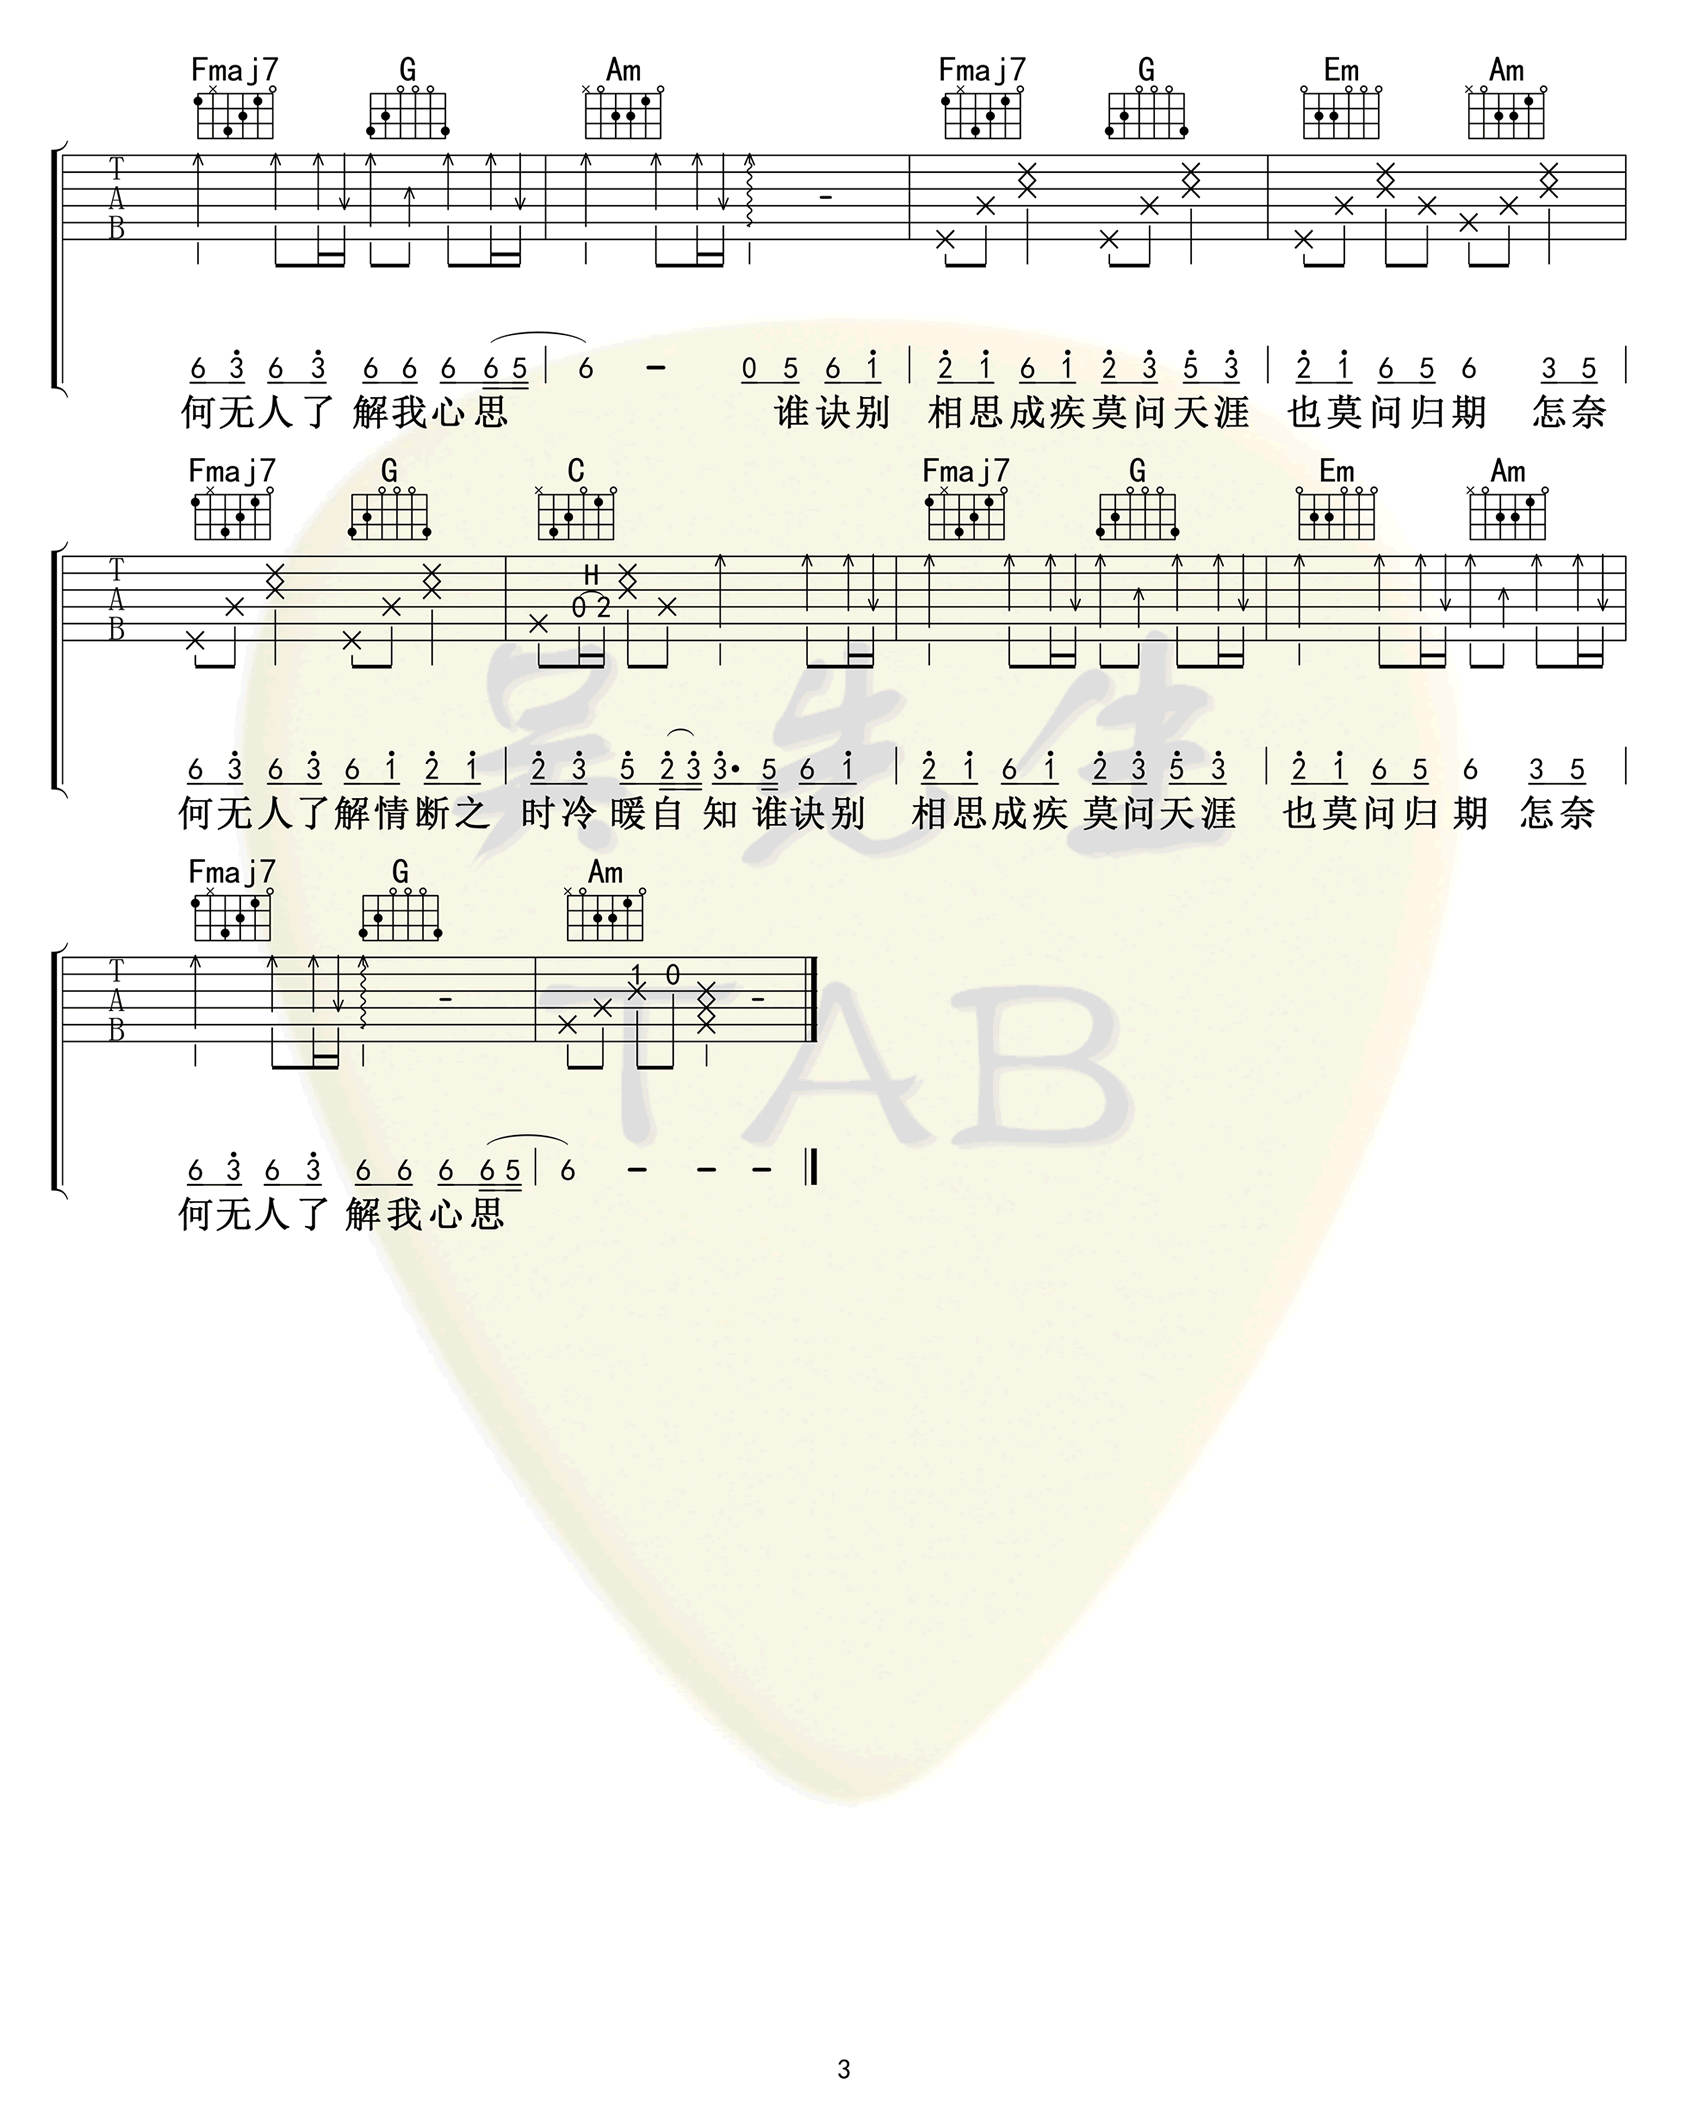 Fmaj7 G Am Fmaj7 G Em Am
T
A
B
6 3 6 3 6 6 6 6 5 6 - 0 5 6 1 2 1 6 1 2 3 5 3 2 1 6 5 6 3 5
何无人了 解我心思 谁诀别 相思成疾莫问天涯 也莫问归期 怎奈
Fmaj7 G C Fmaj7 G Em Am
H
T
A 0 2
B
6 3 6 3 6 1 2 1 2 3 5 2 3 3· 5 6 1 2 1 6 1 2 3 5 3 2 1 6 5 6 3 5
何无人了解情断之 时冷暖自知谁诀别 相思成疾莫问天涯 也莫问归期 怎奈
吴先生
Fmaj7 G Am
T 1 0
A - -
B
TAB
6 3 6 3 6 6 6 6 5 6 - - -
何无人了 解我心思
3